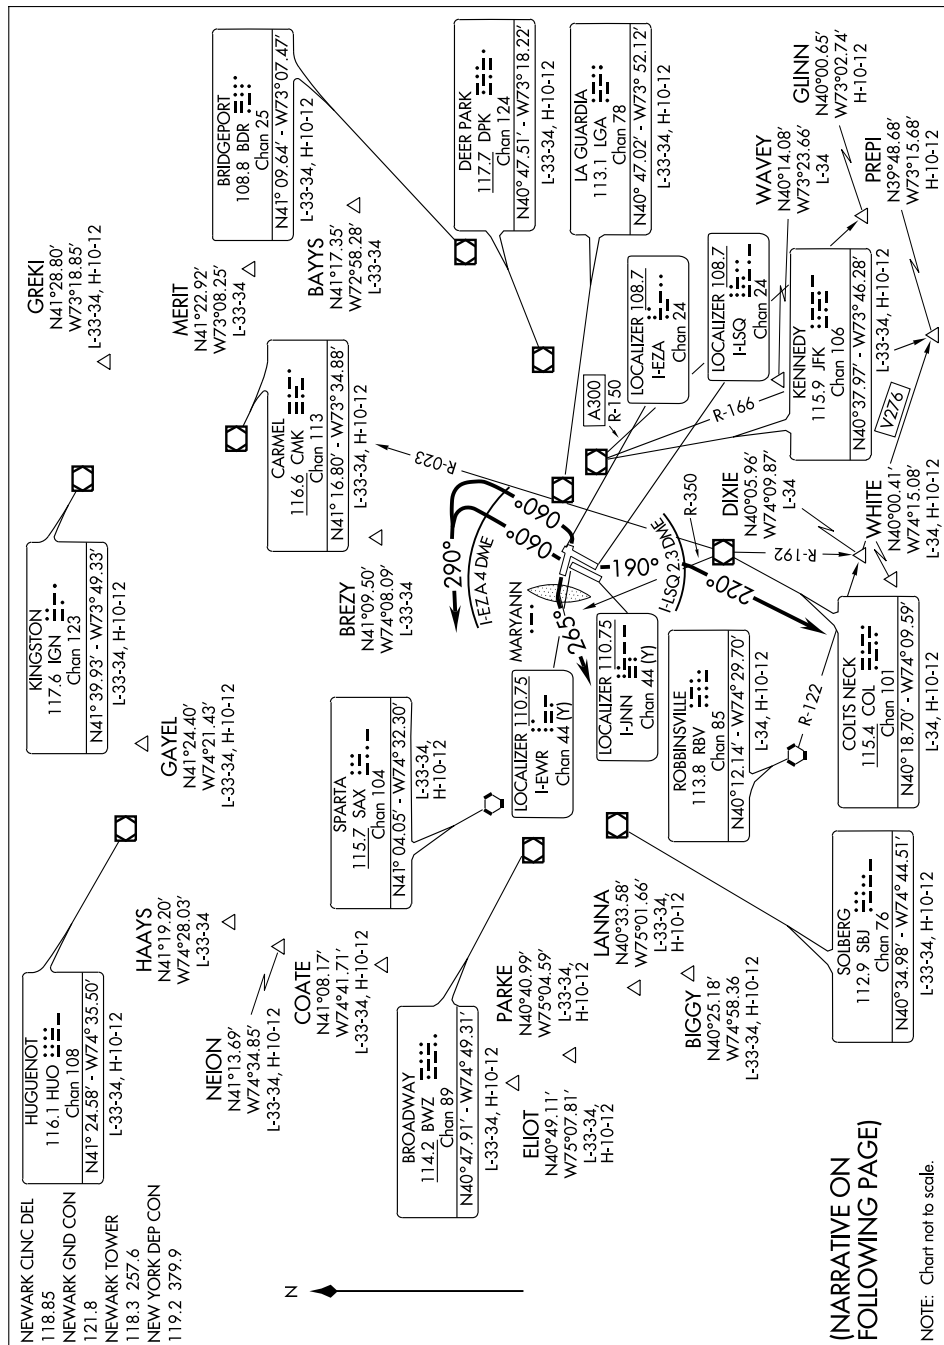 NEWARK CLNC DEL
118.85
NEWARK GND CON
121.8
NEWARK TOWER
118.3 257.6
NEW YORK DEP CON
119.2 379.9
HUGUENOT
116.1 HUO
Chan 108
N41° 24.58′ - W74° 35.50′
L-33-34, H-10-12
KINGSTON
117.6 IGN
Chan 123
N41° 39.93′ - W73° 49.33′
L-33-34, H-10-12
GREKI
N41°28.80′
W73°18.85′
L-33-34, H-10-12
HAAYS
N41°19.20′
W74°28.03′
L-33-34
GAYEL
N41°24.40′
W74°21.43′
L-33-34, H-10-12
MERIT
N41°22.92′
W73°08.25′
L-33-34
BRIDGEPORT
108.8 BDR
Chan 25
N41° 09.64′ - W73° 07.47′
L-33-34, H-10-12
NEION
N41°13.69′
W74°34.85′
L-33-34, H-10-12
CARMEL
116.6 CMK
Chan 113
N41° 16.80′ - W73° 34.88′
L-33-34, H-10-12
BAYYS
N41°17.35′
W72°58.28′
L-33-34
COATE
N41°08.17′
W74°41.71′
L-33-34, H-10-12
SPARTA
115.7 SAX
Chan 104
N41° 04.05′ - W74° 32.30′
L-33-34,
H-10-12
BREZY
N41°09.50′
W74°08.09′
L-33-34
R-023
290°
I-EZA 4 DME
060°
060°
DEER PARK
117.7 DPK
Chan 124
N40° 47.51′ - W73° 18.22′
L-33-34, H-10-12
BROADWAY
114.2 BWZ
Chan 89
N40° 47.91′ - W74° 49.31′
L-33-34, H-10-12
PARKE
N40°40.99′
W75°04.59′
L-33-34,
H-10-12
ELIOT
N40°49.11′
W75°07.81′
L-33-34,
H-10-12
MARYANN
LOCALIZER 110.75
I-EWR
Chan 44 (Y)
295°
LOCALIZER 110.75
I-JNN
Chan 44 (Y)
LA GUARDIA
113.1 LGA
Chan 78
N40° 47.02′ - W73° 52.12′
L-33-34, H-10-12
A300
R-150
LOCALIZER 108.7
I-EZA
Chan 24
LOCALIZER 108.7
I-LSQ
Chan 24
LANNA
N40°33.58′
W75°01.66′
L-33-34,
H-10-12
BIGGY
N40°25.18′
W74°58.36
L-33-34, H-10-12
190°
I-LSQ 2.3 DME
220°
R-350
R-166
ROBBINSVILLE
113.8 RBV
Chan 85
N40°12.14′ - W74°29.70′
L-34, H-10-12
R-122
R-192
DIXIE
N40°05.96′
W74°09.87′
L-34
WAVEY
N40°14.08′
W73°23.66′
L-34
GLINN
N40°00.65′
W73°02.74′
H-10-12
KENNEDY
115.9 JFK
Chan 106
N40° 37.97′ - W73° 46.28′
L-33-34, H-10-12
PREPI
N39°48.68′
W73°15.68′
H-10-12
V276
WHITE
N40°00.41′
W74°15.08′
L-34, H-10-12
COLTS NECK
115.4 COL
Chan 101
N40°18.70′ - W74°09.59′
L-34, H-10-12
SOLBERG
112.9 SBJ
Chan 76
N40° 34.98′ - W74° 44.51′
L-33-34, H-10-12
N
(NARRATIVE ON
FOLLOWING PAGE)
NOTE: Chart not to scale.